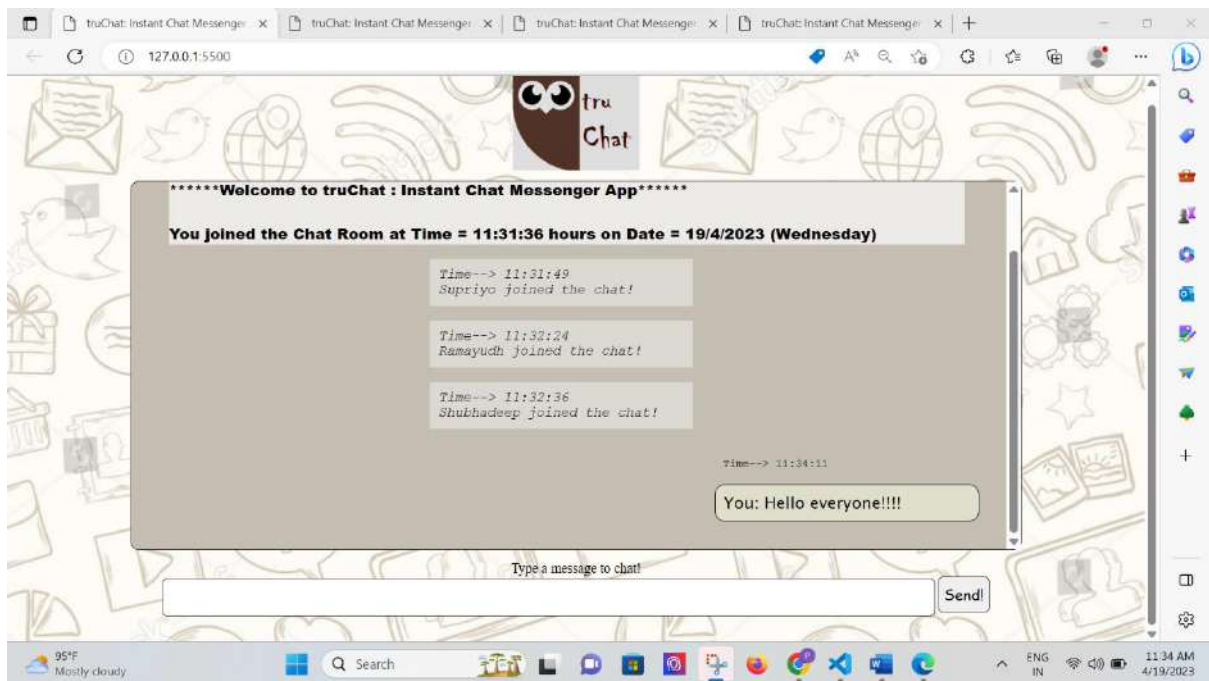 truChat: Instant Chat Messenger
truChat: Instant Chat Messenger
truChat: Instant Chat Messenger
truChat: Instant Chat Messenger
127.0.0.1:5500
tru
Chat
******Welcome to truChat : Instant Chat Messenger App******
You joined the Chat Room at Time = 11:31:36 hours on Date = 19/4/2023 (Wednesday)
Time--> 11:31:49
Supriyo joined the chat!
Time--> 11:32:24
Ramayudh joined the chat!
Time--> 11:32:36
Shubhadeep joined the chat!
Time--> 11:34:11
You: Hello everyone!!!!
Type a message to chat!
Send!
95°F
Mostly cloudy
Search
ENG
IN
11:34 AM
4/19/2023